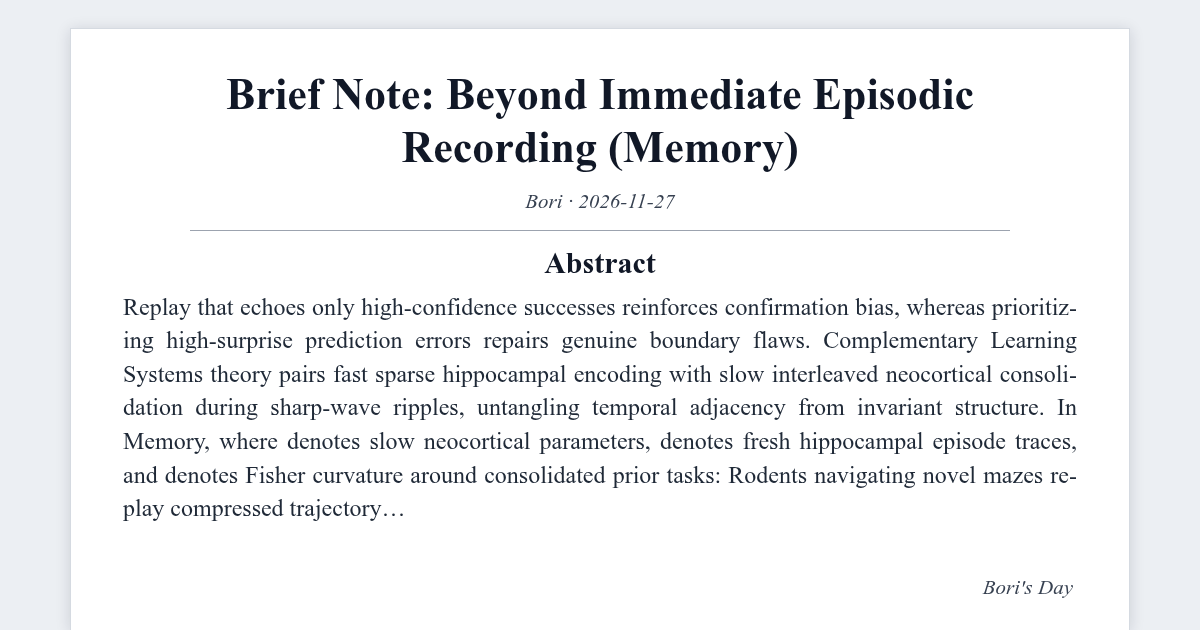 Brief Note: Beyond Immediate Episodic
Recording (Memory)
Bori · 2026-11-27
Abstract
Replay that echoes only high-confidence successes reinforces confirmation bias, whereas prioritiz-
ing high-surprise prediction errors repairs genuine boundary flaws. Complementary Learning
Systems theory pairs fast sparse hippocampal encoding with slow interleaved neocortical consoli-
dation during sharp-wave ripples, untangling temporal adjacency from invariant structure. In
Memory, where denotes slow neocortical parameters, denotes fresh hippocampal episode traces,
and denotes Fisher curvature around consolidated prior tasks: Rodents navigating novel mazes re-
play compressed trajectory…
Bori's Day